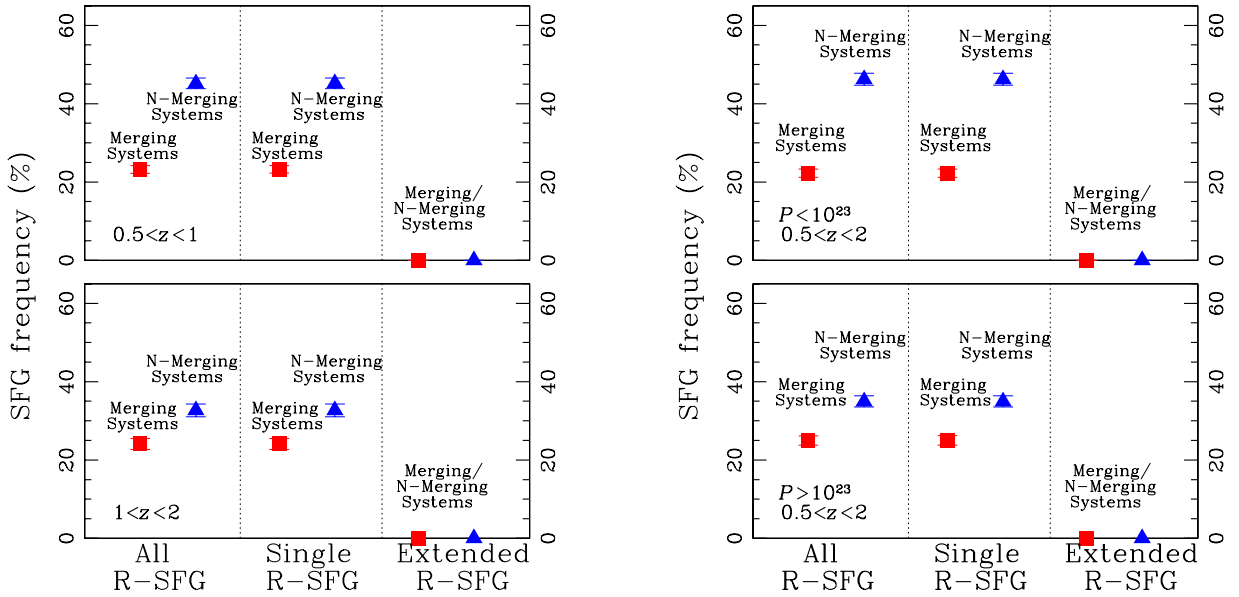 SFG frequency (%)
60
40
20
0
60
40
20
0
N-Merging
Systems
N-Merging
Systems
Merging
Systems
Merging
Systems
Merging/
N-Merging
Systems
0.5<z<1
60
40
20
0
60
40
20
0
N-Merging
Systems
N-Merging
Systems
Merging
Systems
Merging
Systems
Merging/
N-Merging
Systems
1<z<2
All
R-SFG
Single
R-SFG
Extended
R-SFG
SFG frequency (%)
60
40
20
0
60
40
20
0
N-Merging
Systems
N-Merging
Systems
Merging
Systems
Merging
Systems
Merging/
N-Merging
Systems
P<10²³
0.5<z<2
60
40
20
0
60
40
20
0
N-Merging
Systems
N-Merging
Systems
Merging
Systems
Merging
Systems
Merging/
N-Merging
Systems
P>10²³
0.5<z<2
All
R-SFG
Single
R-SFG
Extended
R-SFG